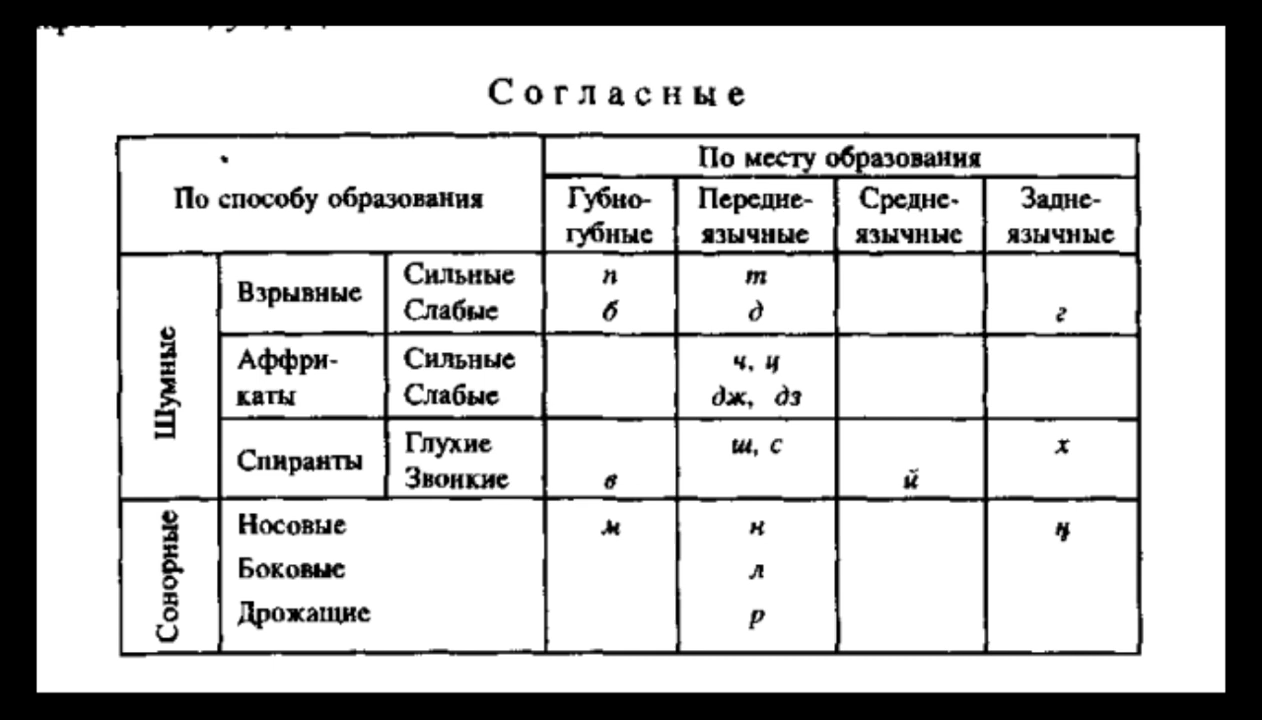 Согласные
По способу образования
По месту образования
Губно-
губные
Передне-
язычные
Средне-
язычные
Задне-
язычные
Шумные
Взрывные
Сильные
п
т
Слабые
б
д
г
Аффри-
каты
Сильные
ч, ц
Слабые
дж, дз
Спиранты
Глухие
ш, с
х
Звонкие
в
й
Сонорные
Носовые
м
н
ӊ
Боковые
л
Дрожащие
р